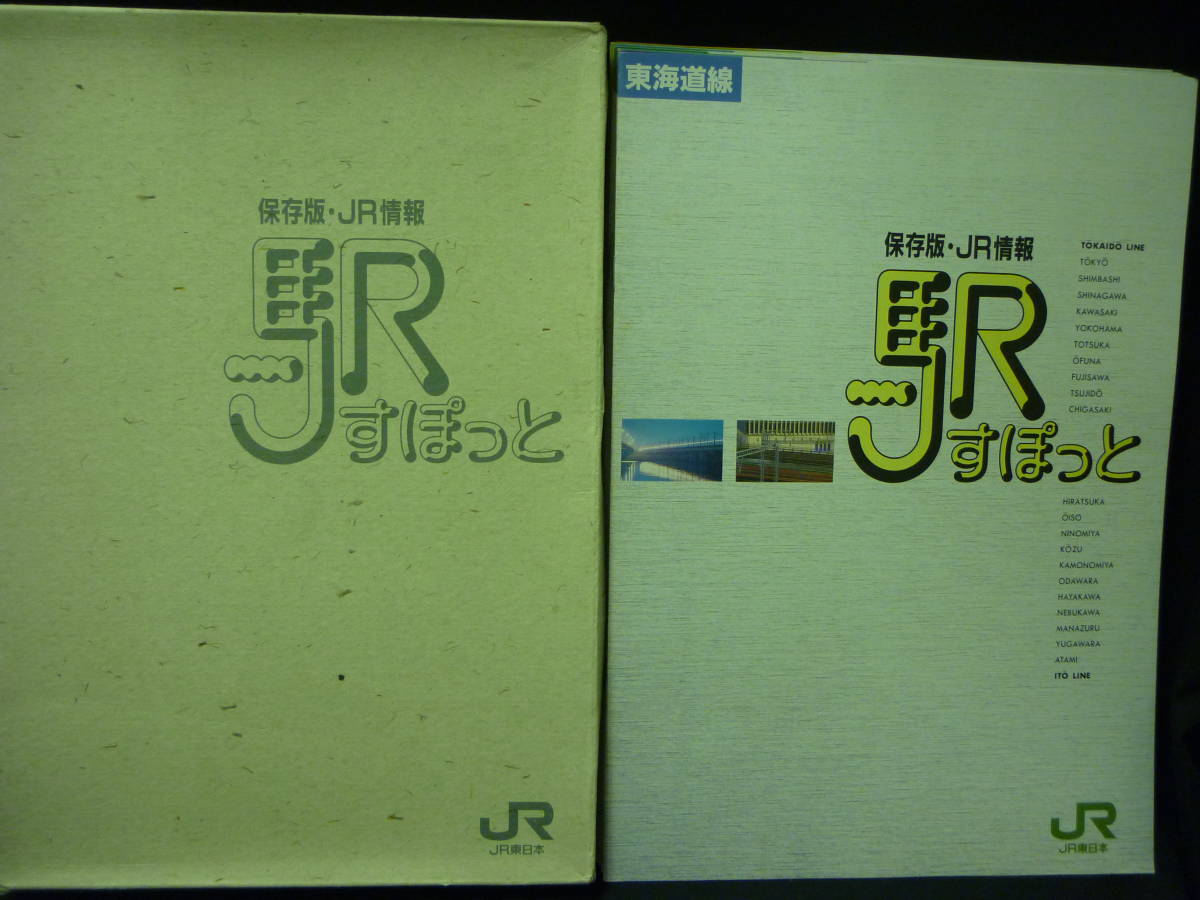 保存版・JR情報
駅
すぽっと
JR
JR東日本
東海道線
保存版・JR情報
駅
すぽっと
TŌKAIDŌ LINE
TŌKYŌ
SHIMBASHI
SHINAGAWA
KAWASAKI
YOKOHAMA
TOTSUKA
ŌFUNA
FUJISAWA
TSUJIDŌ
CHIGASAKI
HIRATSUKA
ŌISO
NINOMIYA
KŌZU
KAMONOMIYA
ODAWARA
HAYAKAWA
NEBUKAWA
MANAZURU
YUGAWARA
ATAMI
ITŌ LINE
JR
JR東日本